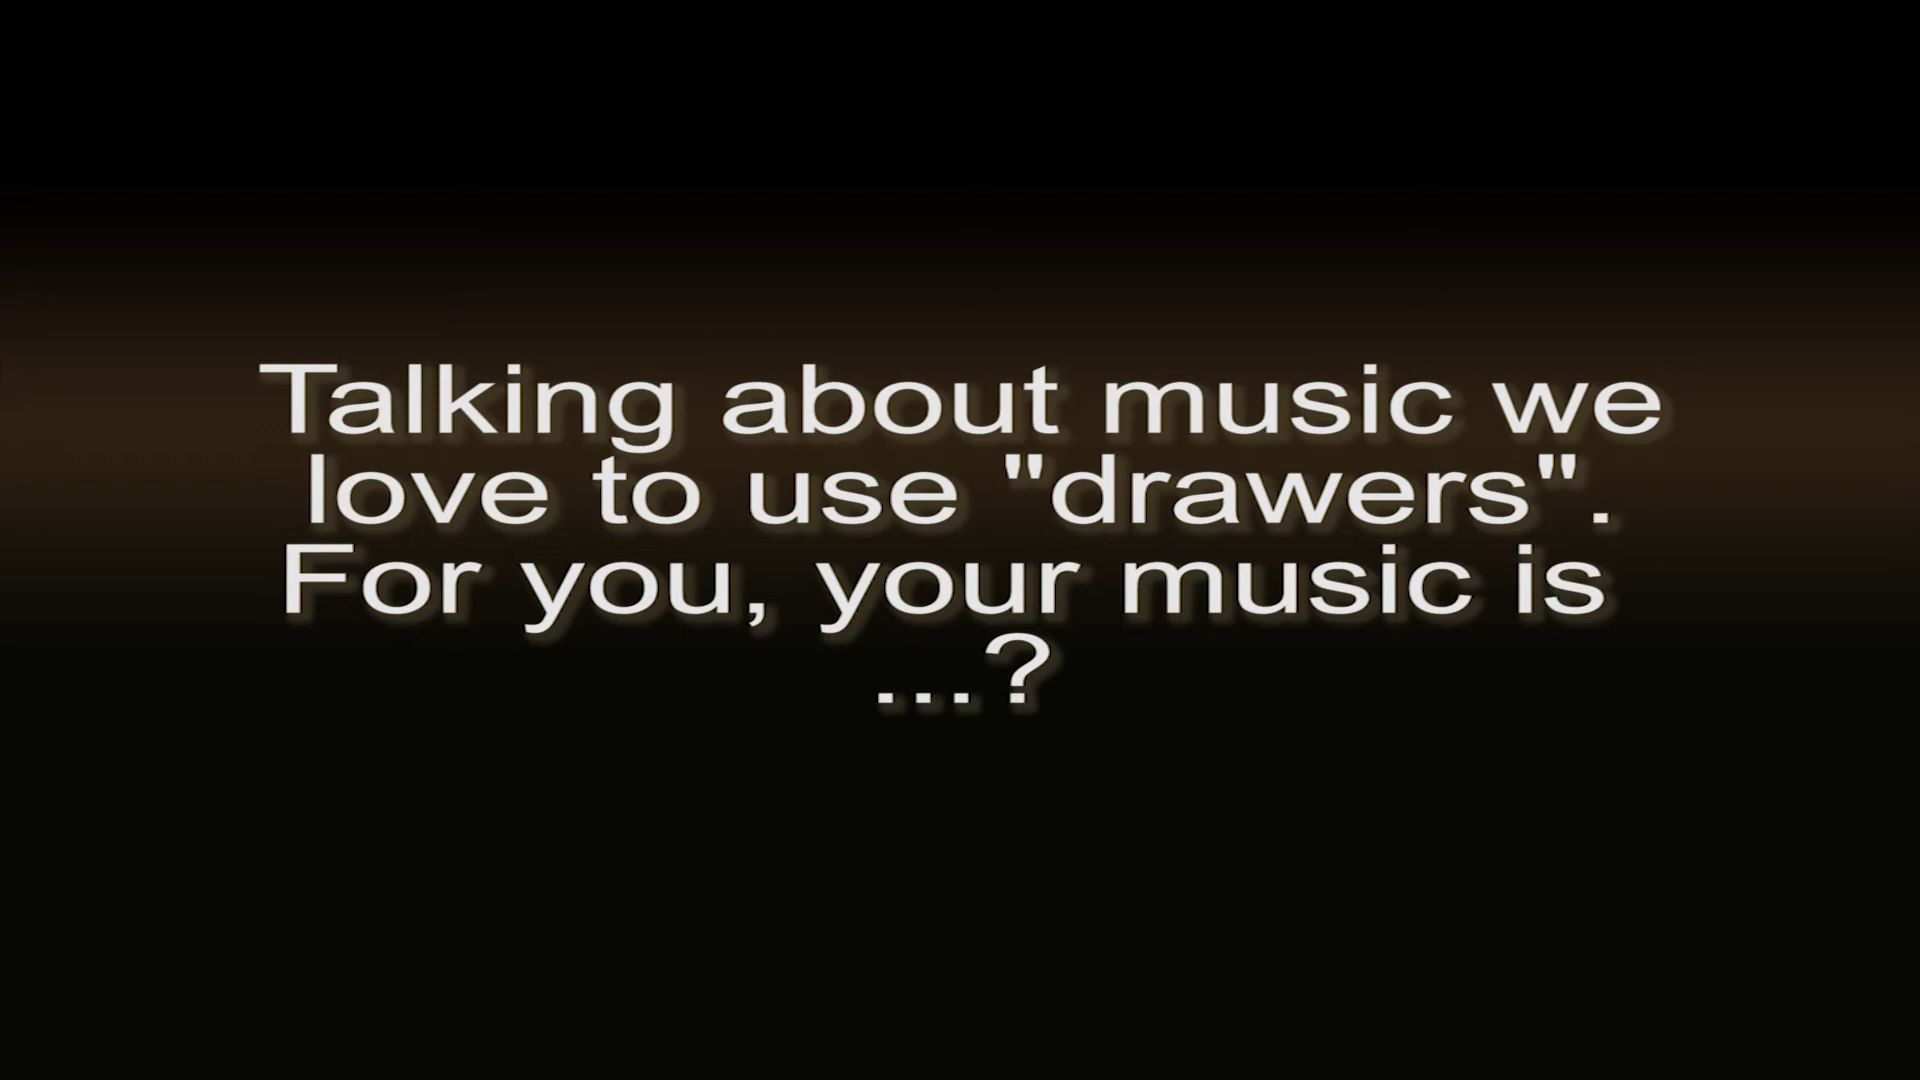 Talking about music we
love to use "drawers".
For you, your music is
...?